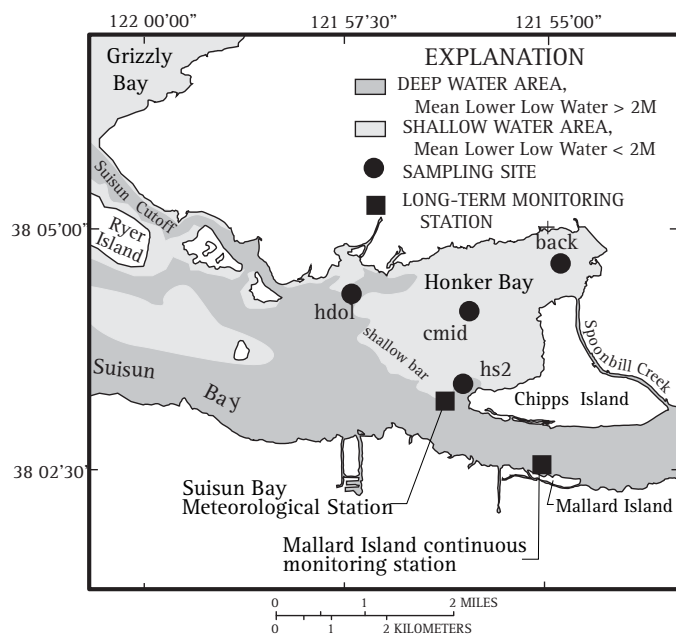 122 00'00"
121 57'30"
121 55'00"
Grizzly
Bay
EXPLANATION
DEEP WATER AREA,
Mean Lower Low Water > 2M
SHALLOW WATER AREA,
Mean Lower Low Water < 2M
SAMPLING SITE
LONG-TERM MONITORING
STATION
Suisun Cutoff
38 05'00"
Ryer
Island
back
Honker Bay
hdol
cmid
shallow bar
hs2
Spoonbill Creek
Suisun
Bay
Chipps Island
38 02'30"
Suisun Bay
Meteorological Station
Mallard Island
Mallard Island continuous
monitoring station
0 1 2 MILES
0 1 2 KILOMETERS